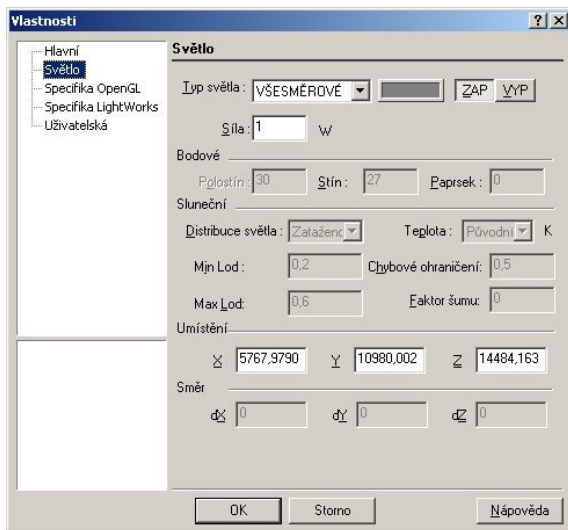 Vlastnosti
Hlavní
Světlo
Specifika OpenGL
Specifika LightWorks
Uživatelská
Světlo
Typ světla : VŠESMĚROVÉ ZAP VYP
Síla : 1 W
Bodové
Polostín : 30 Stín : 27 Paprsek : 0
Sluneční
Distribuce světla : Zataženo Teplota : Původní K
Min Lod : 0,2 Chybové ohraničení: 0,5
Max Lod: 0,6 Faktor šumu: 0
Umístění
X 5767,9790 Y 10980,002 Z 14484,163
Směr
dX 0 dY 0 dZ 0
OK Storno Nápověda